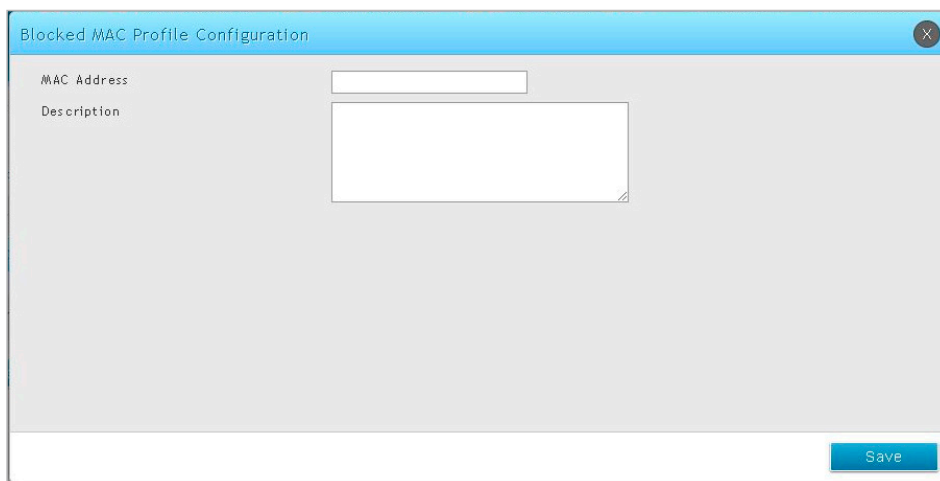 Blocked MAC Profile Configuration
X
MAC Address
Description
Save